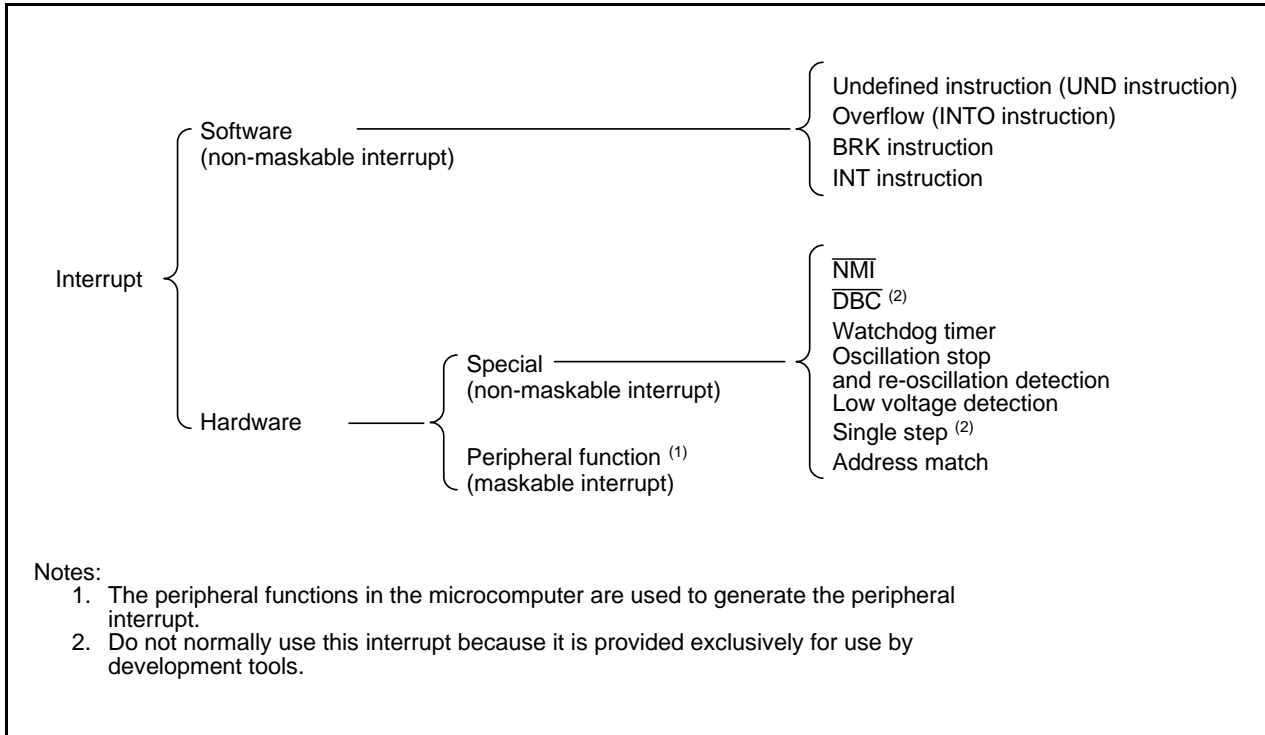 Interrupt
Software
(non-maskable interrupt)
Undefined instruction (UND instruction)
Overflow (INTO instruction)
BRK instruction
INT instruction
Hardware
Special
(non-maskable interrupt)
N̅M̅I̅
D̅B̅C̅ (2)
Watchdog timer
Oscillation stop
and re-oscillation detection
Low voltage detection
Single step (2)
Address match
Peripheral function (1)
(maskable interrupt)
Notes:
1. The peripheral functions in the microcomputer are used to generate the peripheral
interrupt.
2. Do not normally use this interrupt because it is provided exclusively for use by
development tools.